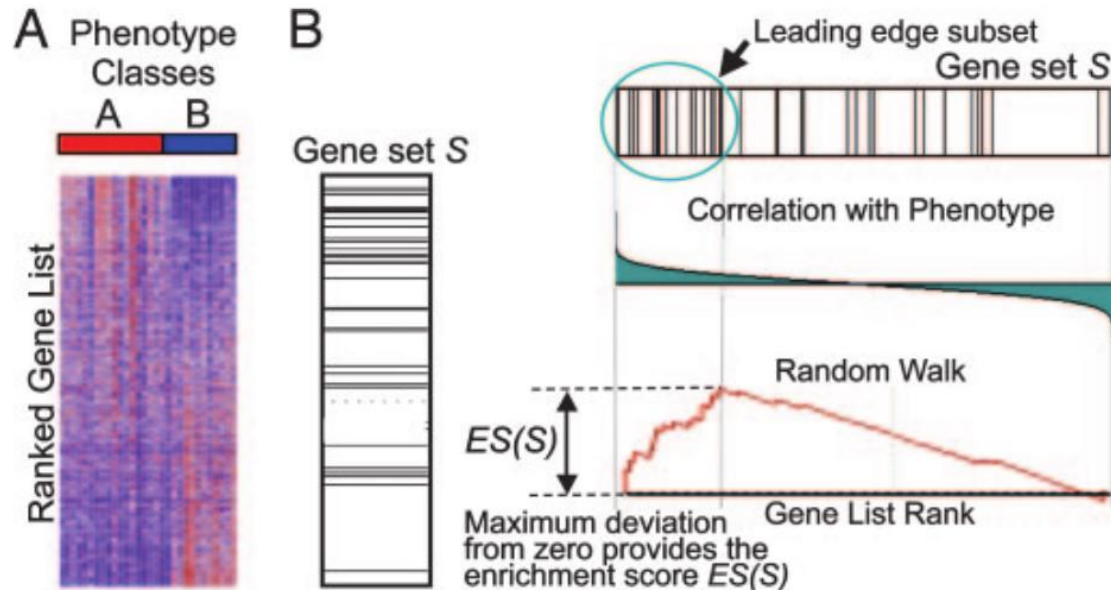 A
Phenotype
Classes
A
B
Ranked Gene List
B
Gene set S
Leading edge subset
Gene set S
Correlation with Phenotype
Random Walk
ES(S)
Gene List Rank
Maximum deviation
from zero provides the
enrichment score ES(S)